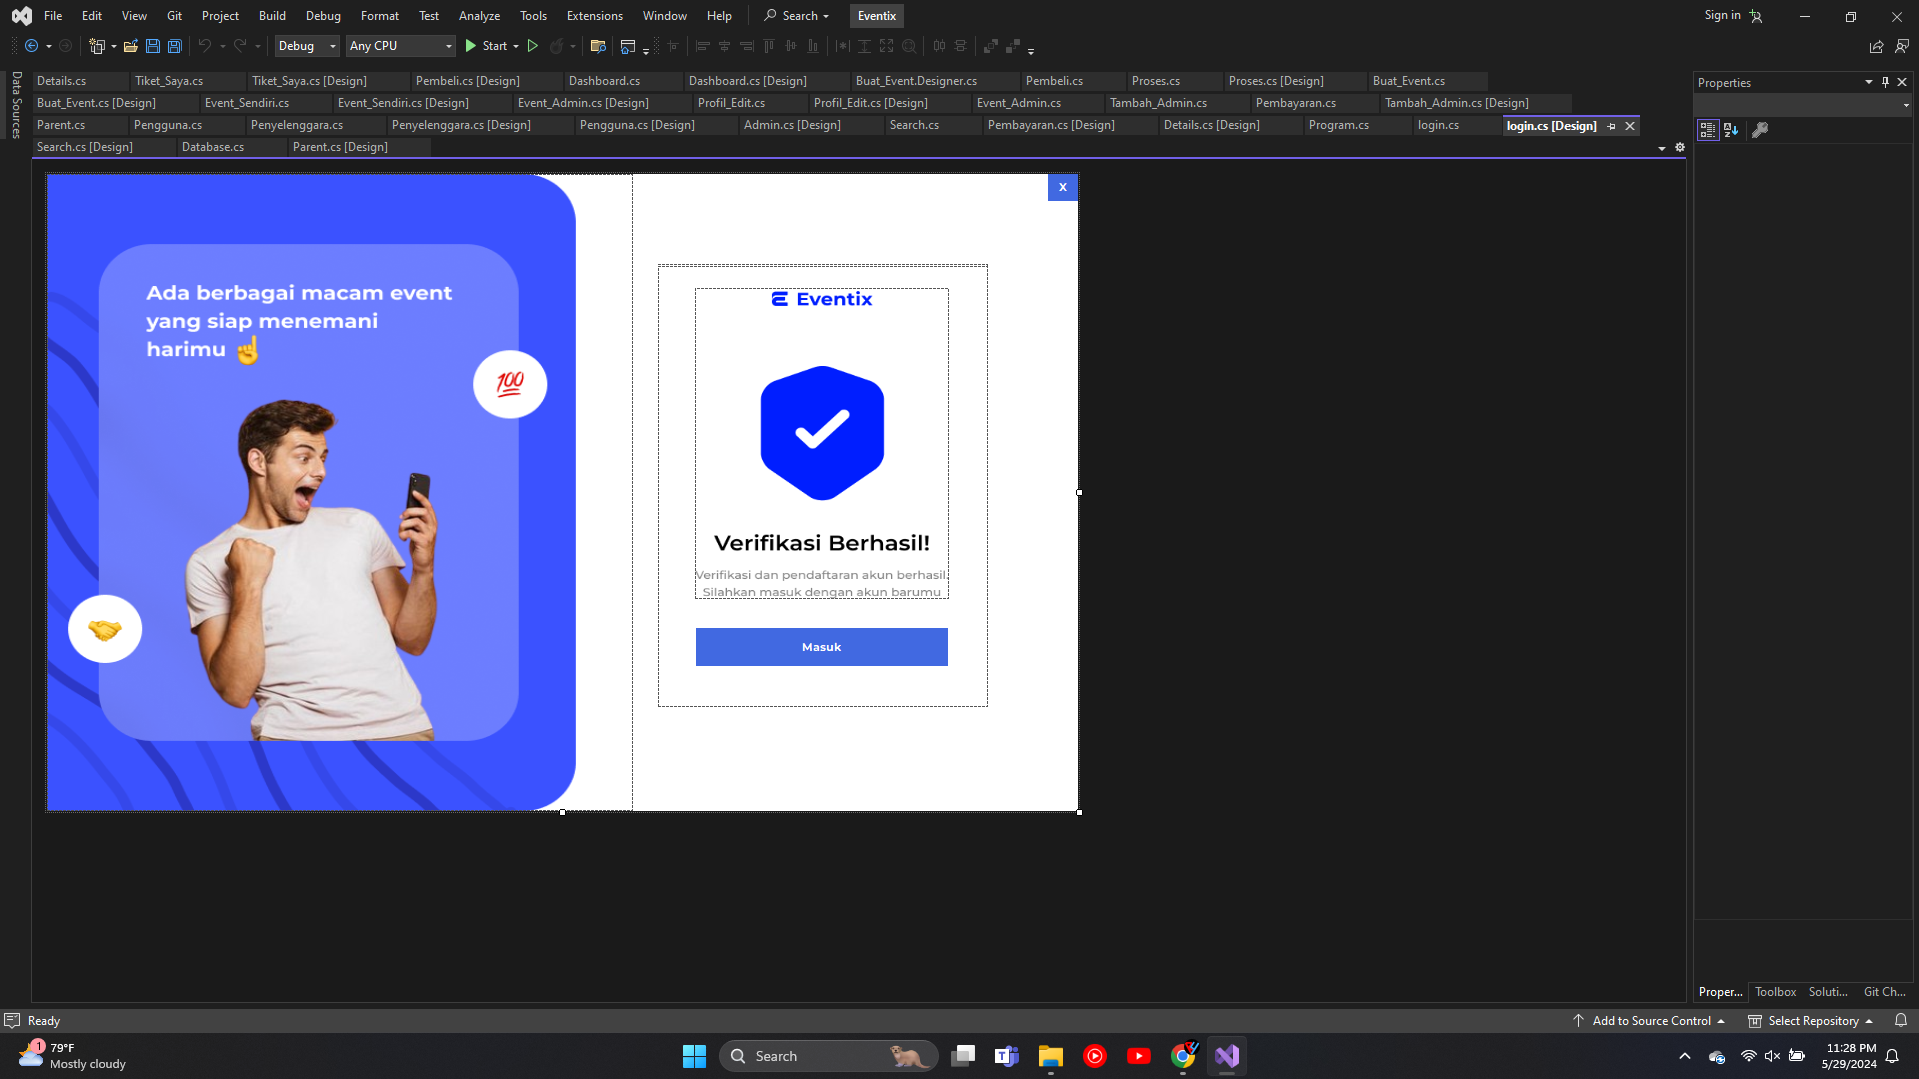 File Edit View Git Project Build Debug Format Test Analyze Tools Extensions Window Help Search Eventix Sign in
Debug Any CPU Start
Data Sources
Details.cs Tiket_Saya.cs Tiket_Saya.cs [Design] Pembeli.cs [Design] Dashboard.cs Dashboard.cs [Design] Buat_Event.Designer.cs Pembeli.cs Proses.cs Proses.cs [Design] Buat_Event.cs
Buat_Event.cs [Design] Event_Sendiri.cs Event_Sendiri.cs [Design] Event_Admin.cs [Design] Profil_Edit.cs Profil_Edit.cs [Design] Event_Admin.cs Tambah_Admin.cs Pembayaran.cs Tambah_Admin.cs [Design]
Parent.cs Pengguna.cs Penyelenggara.cs Penyelenggara.cs [Design] Pengguna.cs [Design] Admin.cs [Design] Search.cs Pembayaran.cs [Design] Details.cs [Design] Program.cs login.cs login.cs [Design]
Search.cs [Design] Database.cs Parent.cs [Design]
X
Ada berbagai macam event
yang siap menemani
harimu ☝
💯
Eventix
Verifikasi Berhasil!
Verifikasi dan pendaftaran akun berhasil.
Silahkan masuk dengan akun barumu
Masuk
Properties
Proper... Toolbox Soluti... Git Ch...
Ready Add to Source Control Select Repository
1
79°F
Mostly cloudy
Search
11:28 PM
5/29/2024